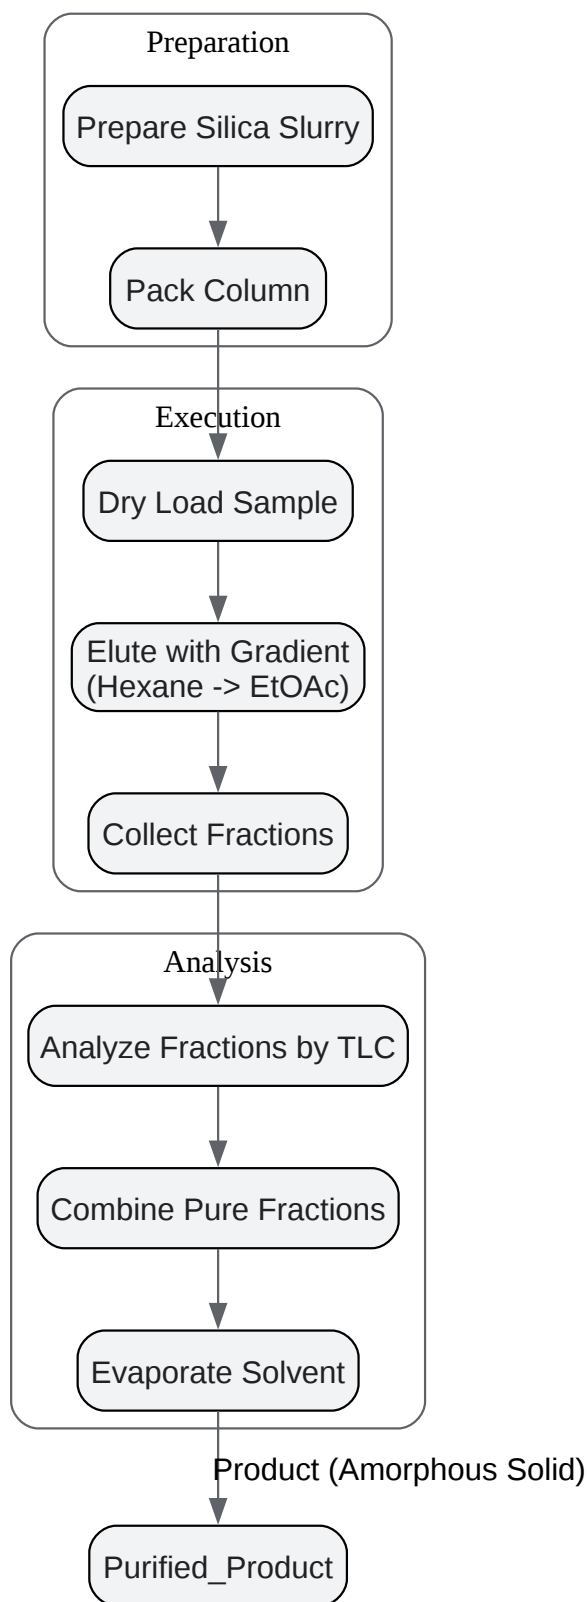 Preparation
Prepare Silica Slurry
Pack Column
Execution
Dry Load Sample
Elute with Gradient
(Hexane -> EtOAc)
Collect Fractions
Analysis
Analyze Fractions by TLC
Combine Pure Fractions
Evaporate Solvent
Product (Amorphous Solid)
Purified_Product